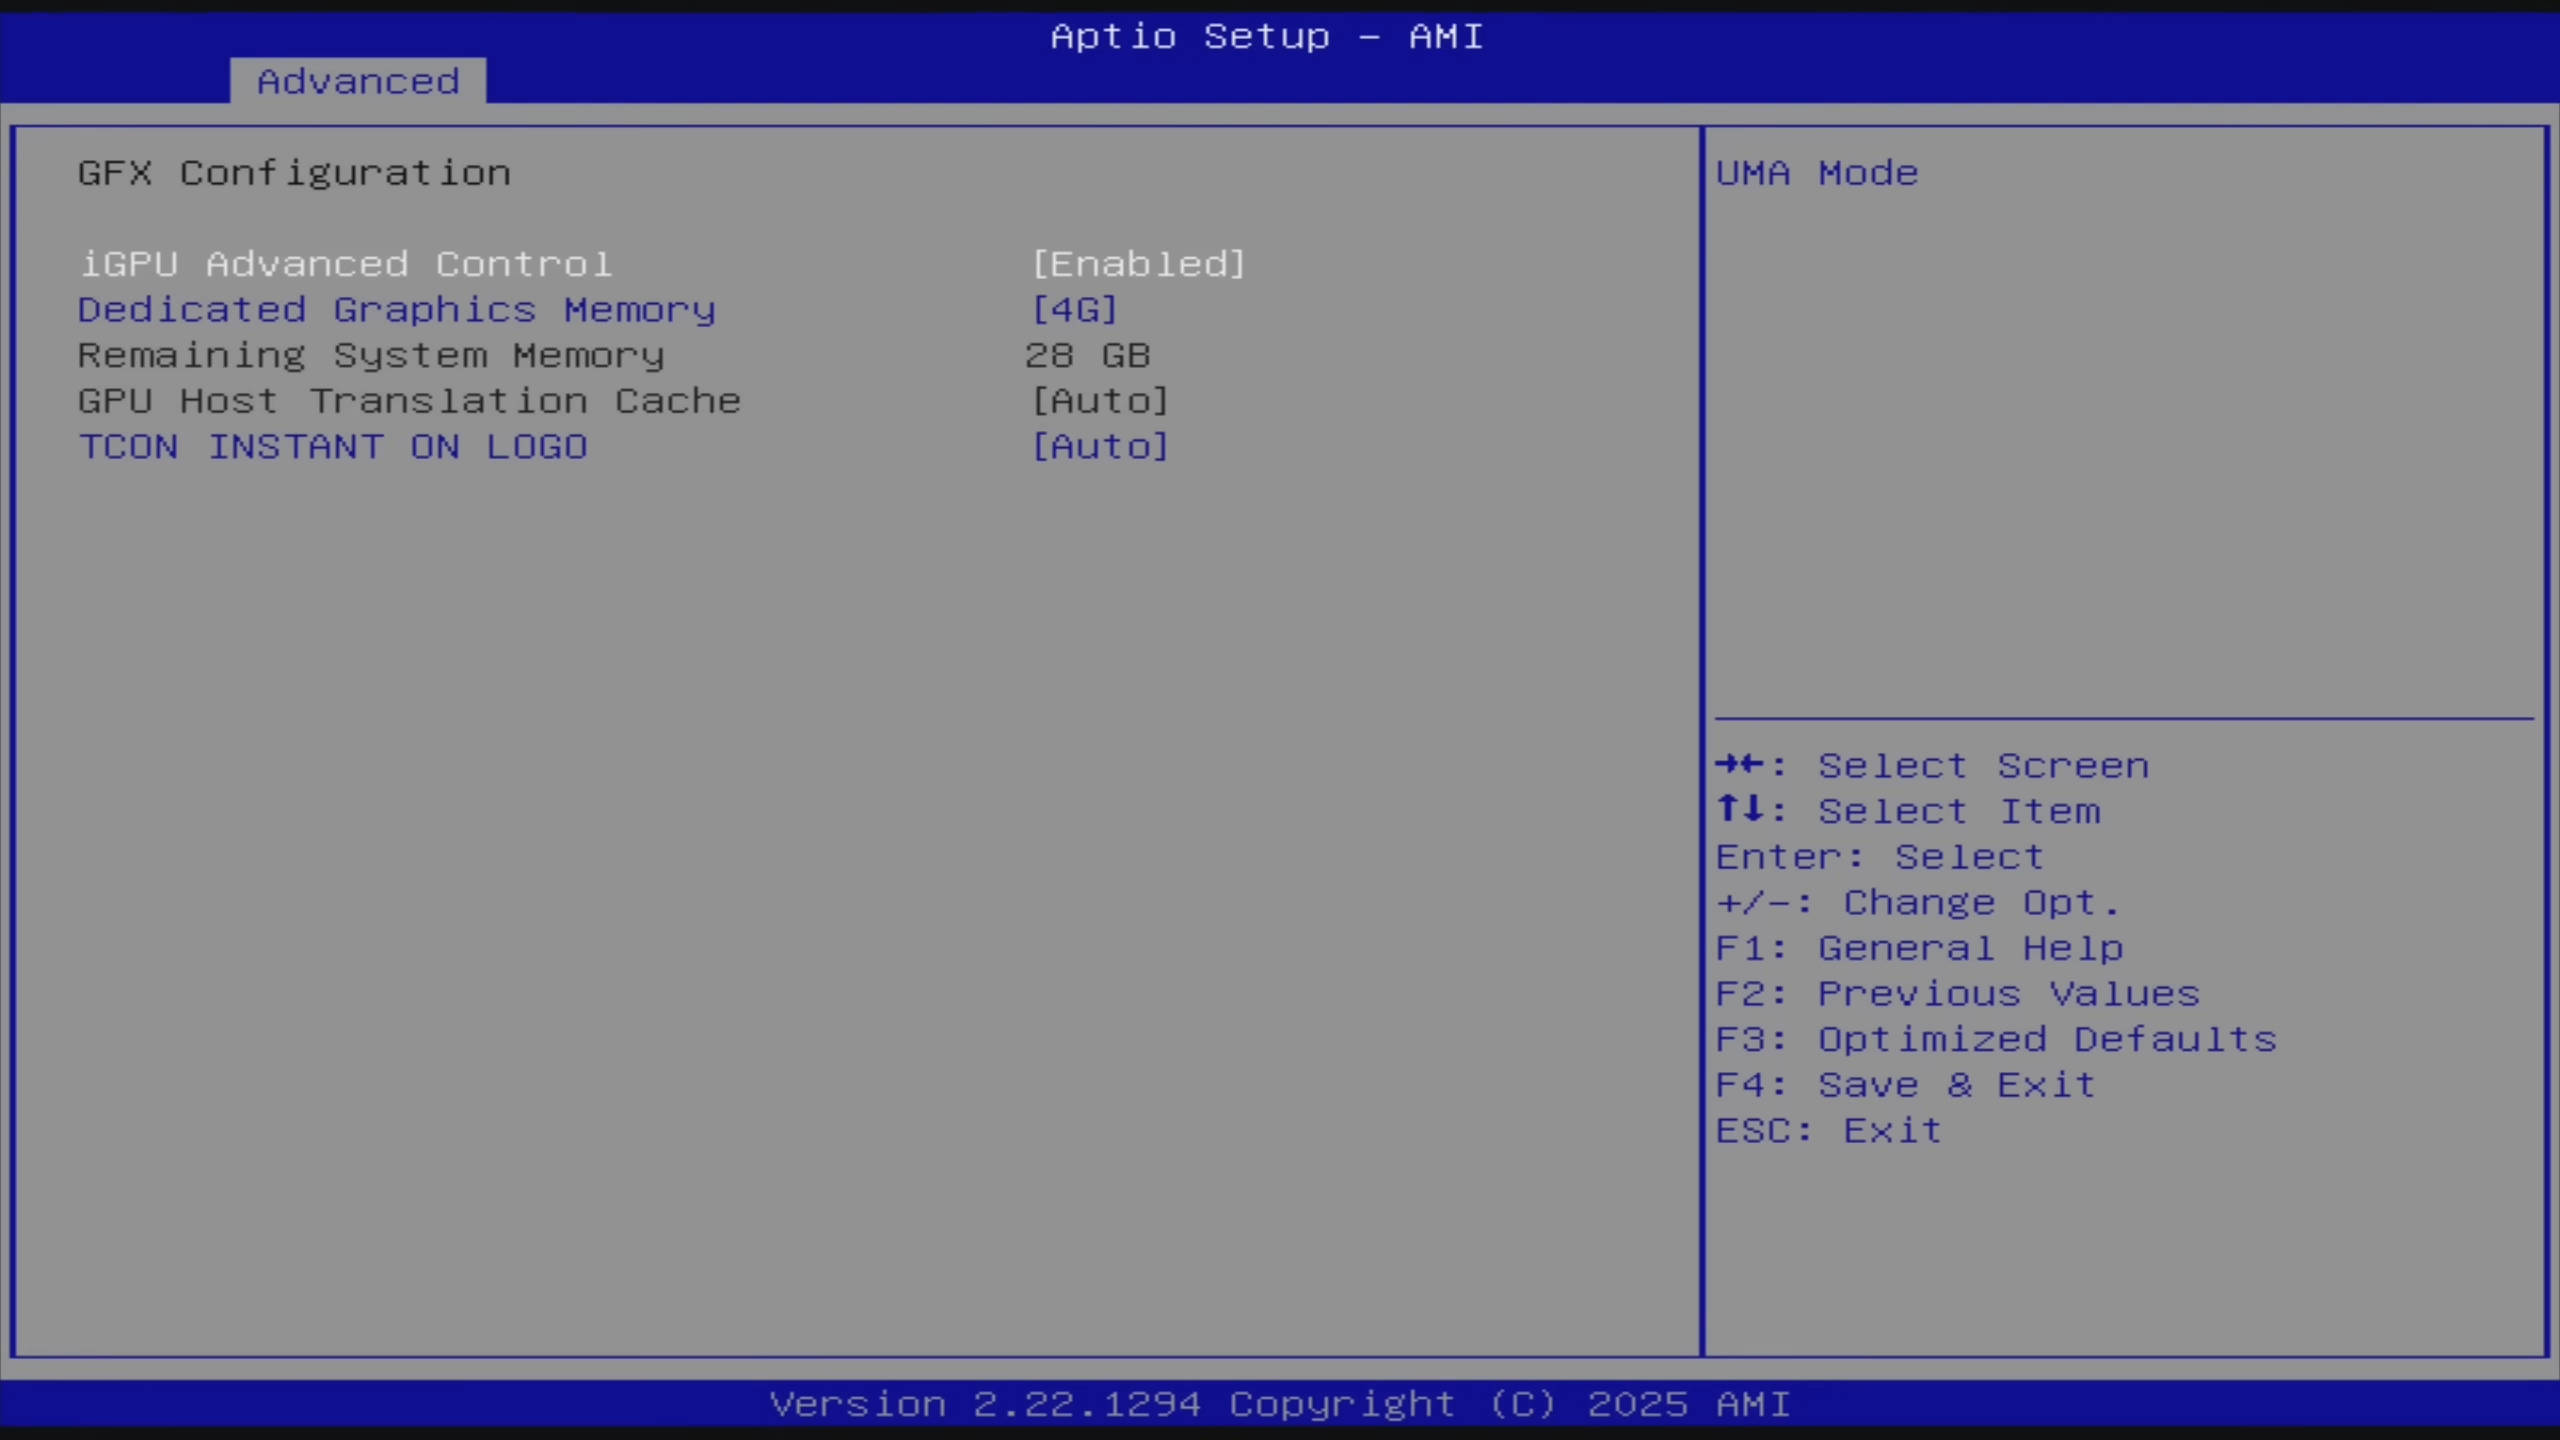 Aptio Setup - AMI
Advanced
GFX Configuration
iGPU Advanced Control [Enabled]
Dedicated Graphics Memory [4G]
Remaining System Memory 28 GB
GPU Host Translation Cache [Auto]
TCON INSTANT ON LOGO [Auto]
UMA Mode
→←: Select Screen
↑↓: Select Item
Enter: Select
+/-: Change Opt.
F1: General Help
F2: Previous Values
F3: Optimized Defaults
F4: Save & Exit
ESC: Exit
Version 2.22.1294 Copyright (C) 2025 AMI